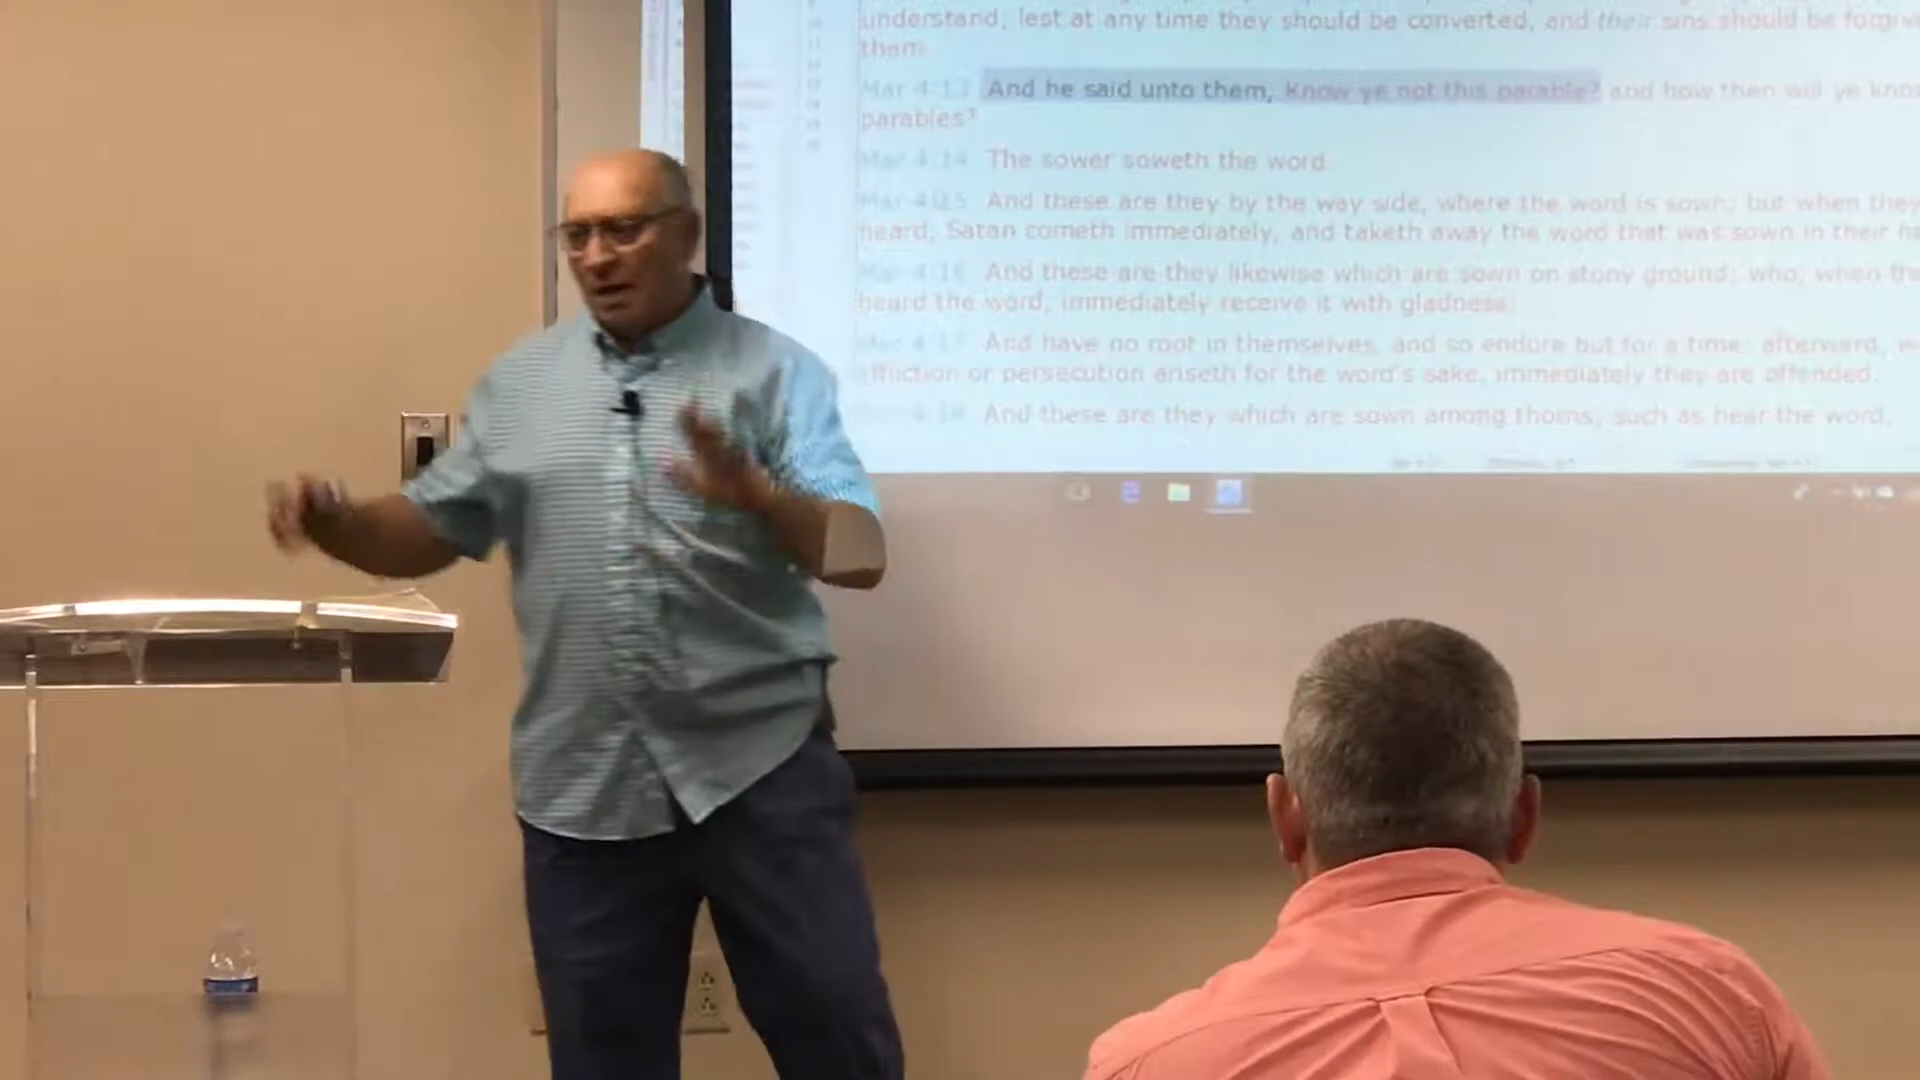 understand, lest at any time they should be converted, and their sins should be
them.
Mar 4:13 And he said unto them, Know ye not this parable? and how then will ye
parables?
Mar 4:14 The sower soweth the word.
Mar 4:15 And these are they by the way side, where the word is sown; but when they
heard, Satan cometh immediately, and taketh away the word that was sown in their
Mar 4:16 And these are they likewise which are sown on stony ground; who, when
heard the word, immediately receive it with gladness;
Mar 4:17 And have no root in themselves, and so endure but for a time: afterward,
affliction or persecution ariseth for the word's sake, immediately they are offended.
4:18 And these are they which are sown among thorns; such as hear the word,